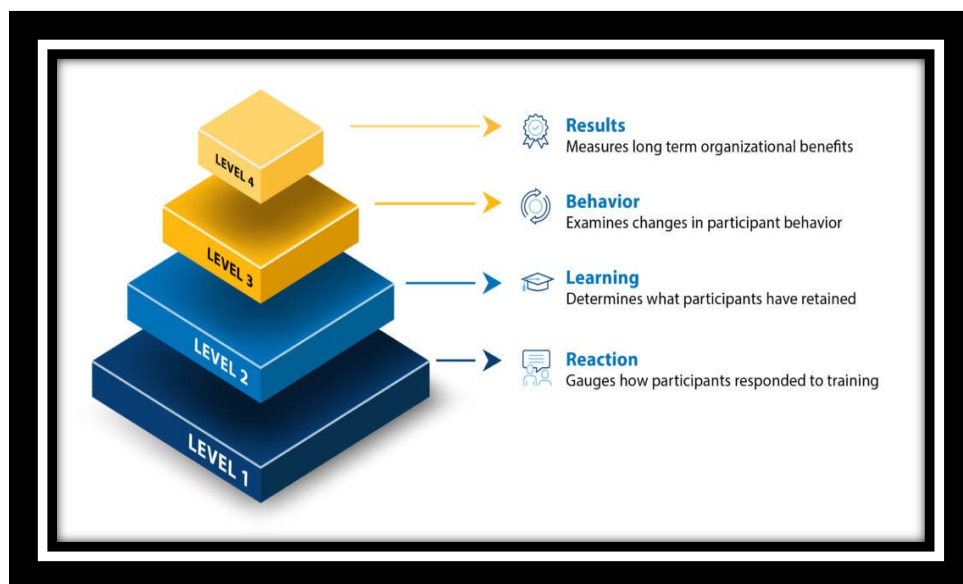 LEVEL 4
Results
Measures long term organizational benefits
LEVEL 3
Behavior
Examines changes in participant behavior
LEVEL 2
Learning
Determines what participants have retained
LEVEL 1
Reaction
Gauges how participants responded to training